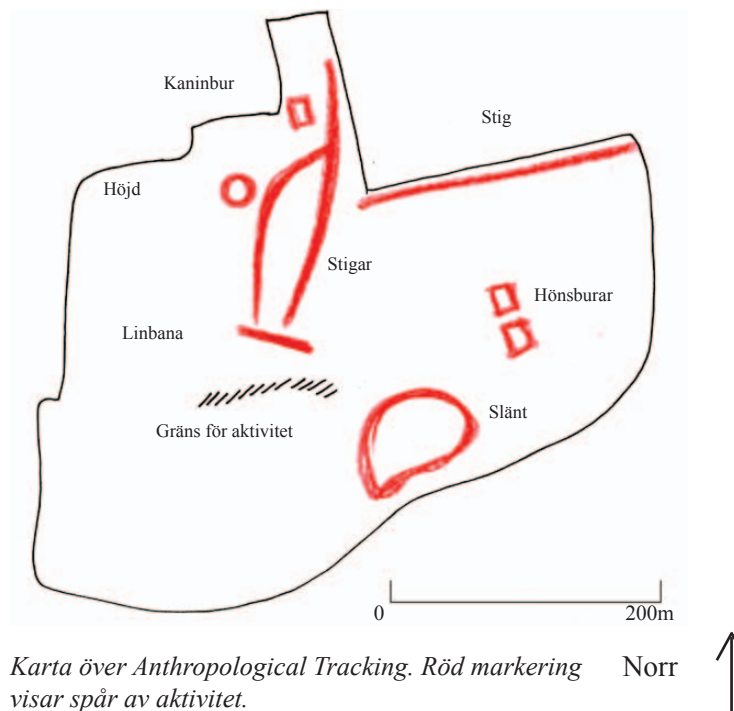 Kaninbur
Stig
Höjd
Stigar
Hönsburar
Linbana
Slänt
Gräns för aktivitet
0
200m
Karta över Anthropological Tracking. Röd markering
visar spår av aktivitet.
Norr